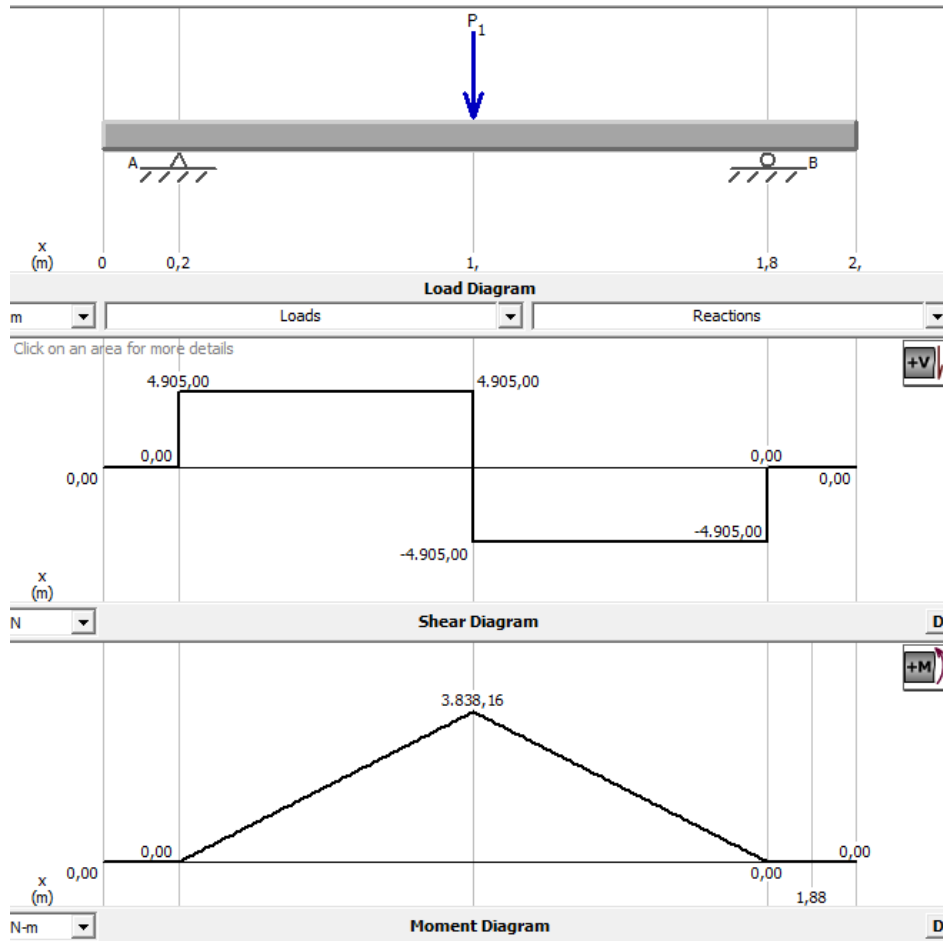 P1
A B
x
(m) 0 0,2 1, 1,8 2,
Load Diagram
m Loads Reactions
Click on an area for more details
+V
4.905,00 4.905,00
0,00 0,00
0,00 0,00
-4.905,00
-4.905,00
x
(m)
N Shear Diagram D
+M
3.838,16
0,00 0,00
0,00 0,00
x
(m) 1,88
N-m Moment Diagram D